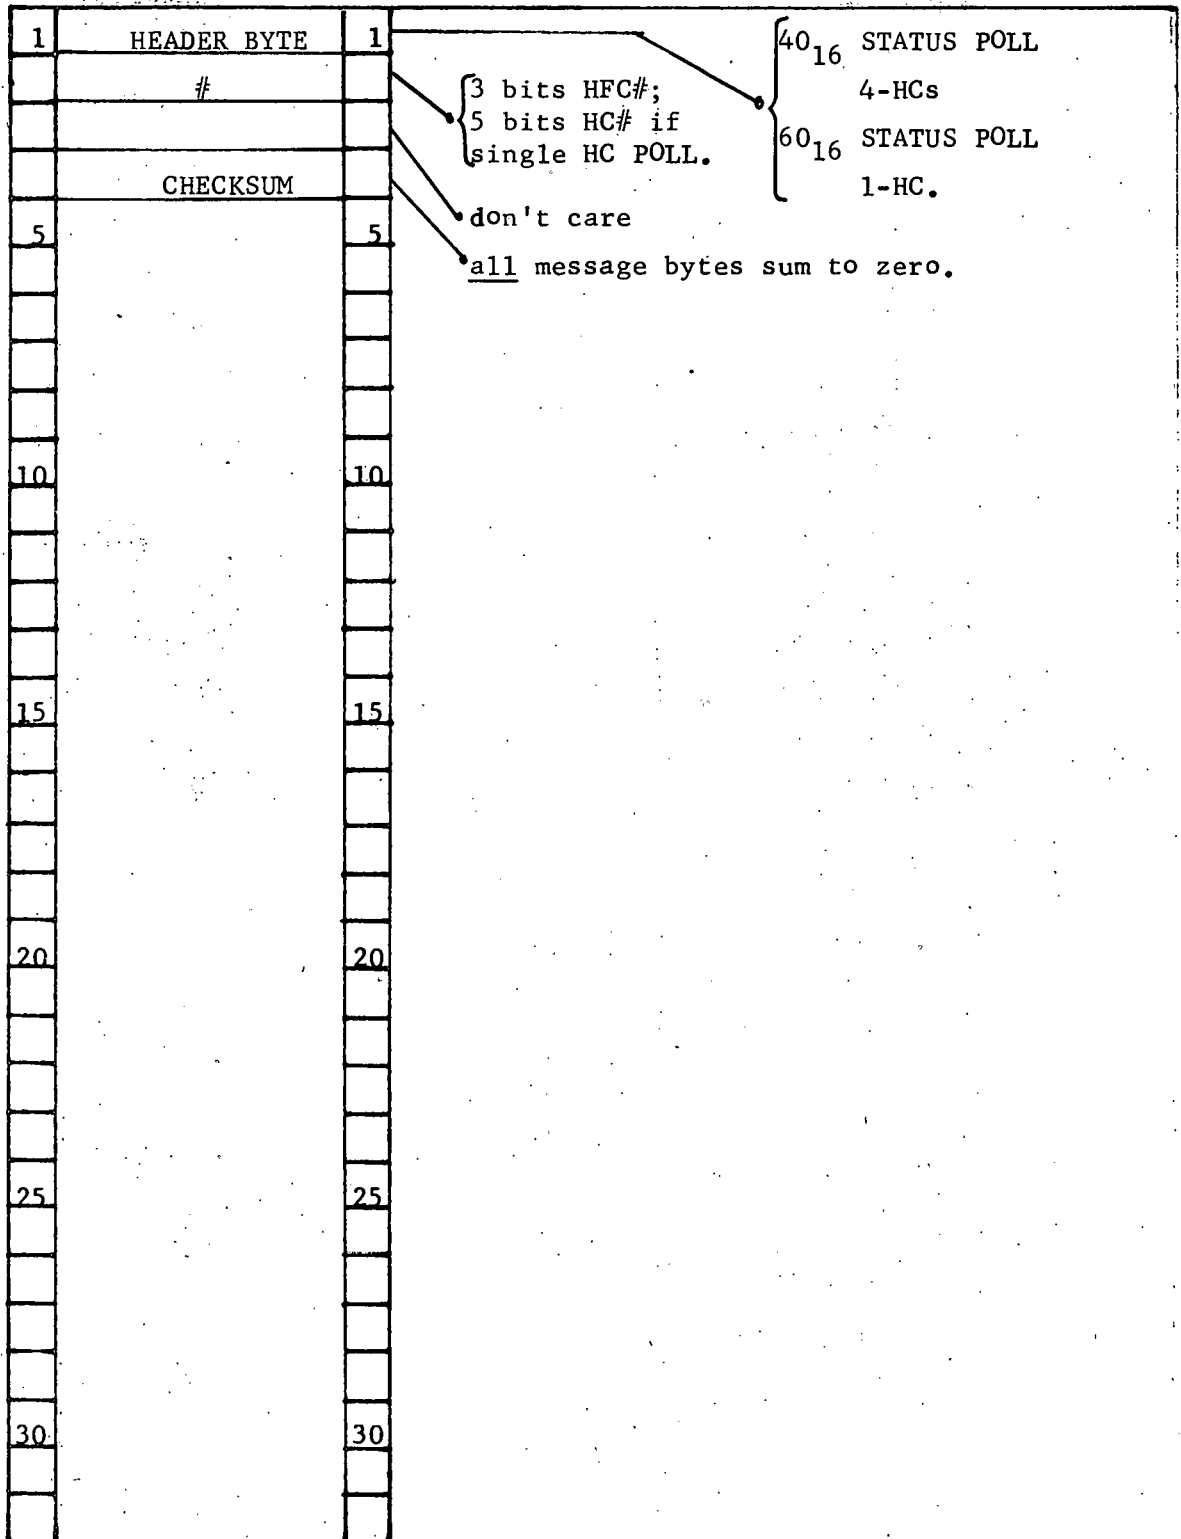 1 HEADER BYTE 1
#
CHECKSUM
5 5
10 10
15 15
20 20
25 25
30 30
40₁₆ STATUS POLL
4-HCs
60₁₆ STATUS POLL
1-HC.
3 bits HFC#;
5 bits HC# if
single HC POLL.
don't care
all message bytes sum to zero.